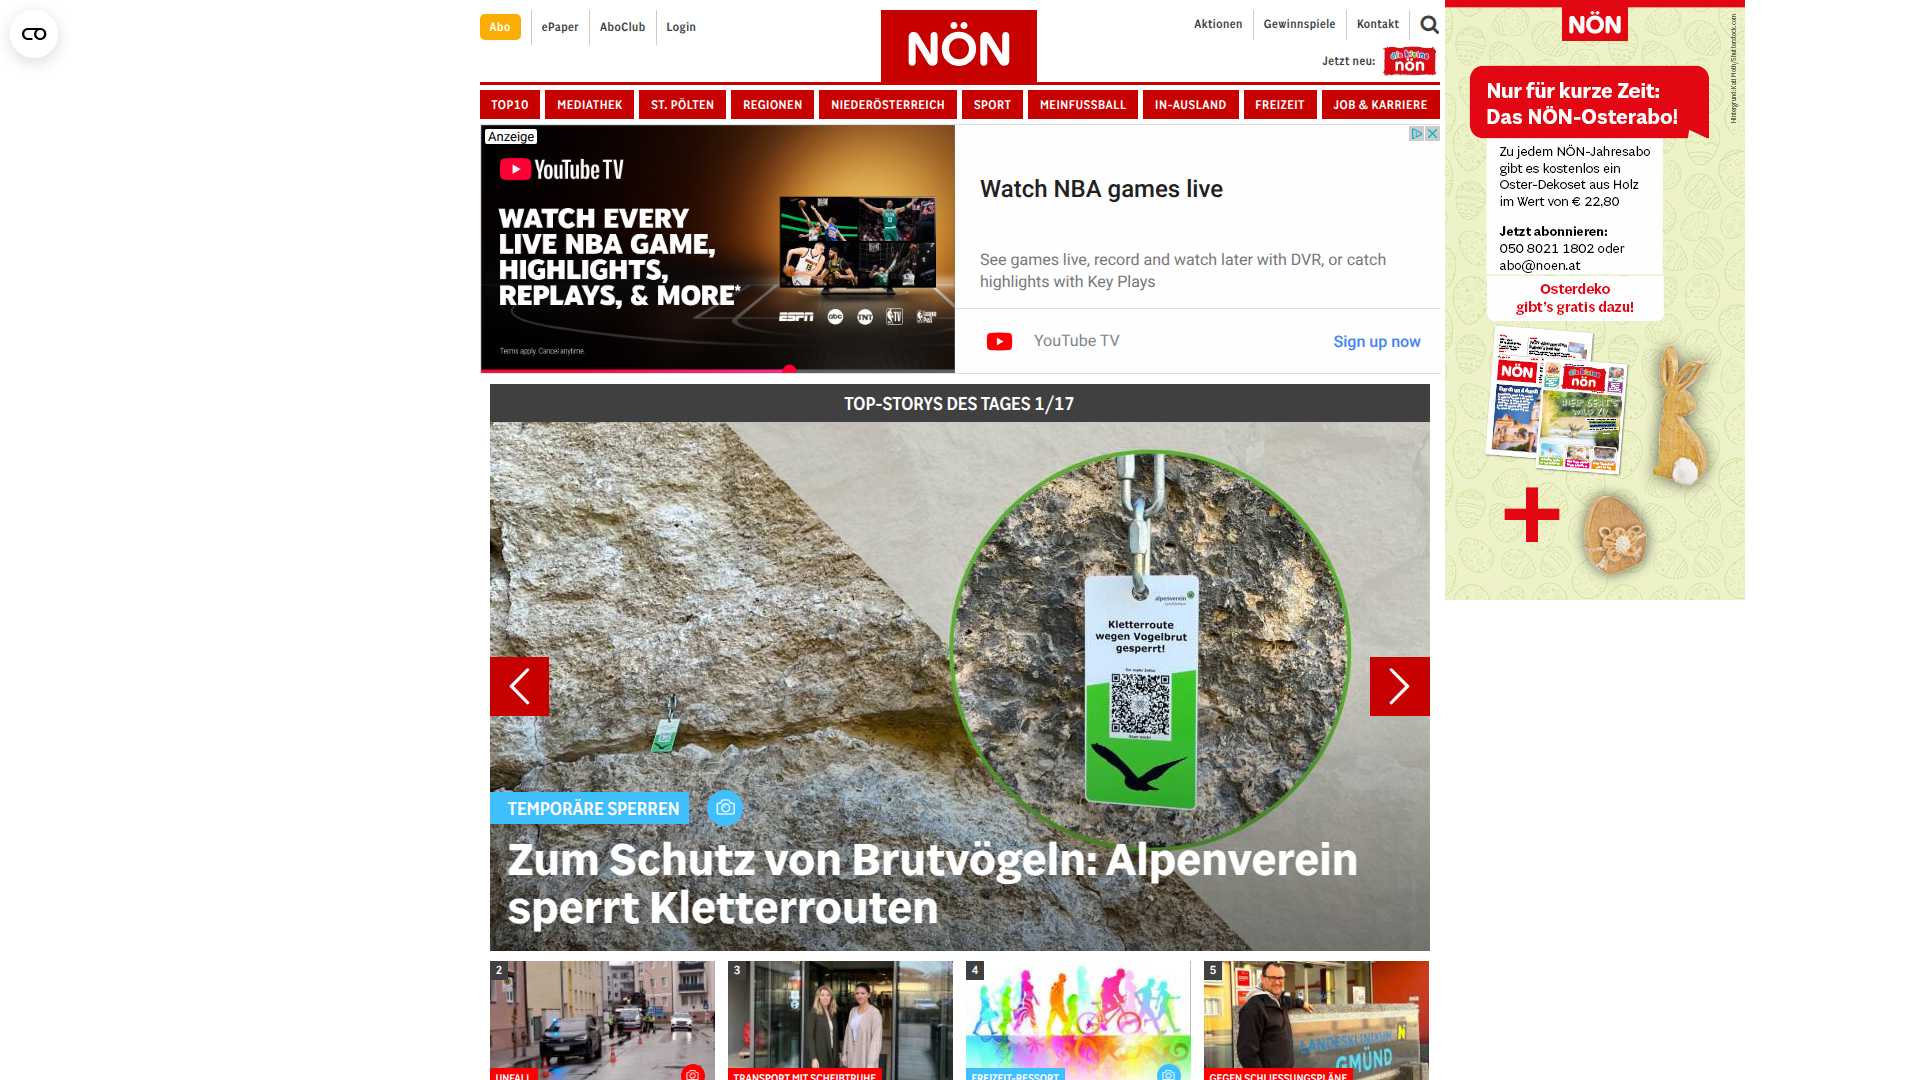 Abo
ePaper
AboClub
Login
NÖN
Aktionen
Gewinnspiele
Kontakt
Jetzt neu:
die kleine
nön
TOP10
MEDIATHEK
ST. PÖLTEN
REGIONEN
NIEDERÖSTERREICH
SPORT
MEINFUSSBALL
IN-AUSLAND
FREIZEIT
JOB & KARRIERE
Anzeige
YouTube TV
WATCH EVERY
LIVE NBA GAME,
HIGHLIGHTS,
REPLAYS, & MORE*
ESPN
abc
TNT
Terms apply. Cancel anytime.
Watch NBA games live
See games live, record and watch later with DVR, or catch
highlights with Key Plays
YouTube TV
Sign up now
NÖN
Nur für kurze Zeit:
Das NÖN-Osterabo!
Zu jedem NÖN-Jahresabo
gibt es kostenlos ein
Oster-Dekoset aus Holz
im Wert von € 22,80
Jetzt abonnieren:
050 8021 1802 oder
abo@noen.at
Osterdeko
gibt's gratis dazu!
NÖN
die kleine
nön
TOP-STORYS DES TAGES 1/17
alpenverein
Kletterroute
wegen Vogelbrut
gesperrt!
TEMPORÄRE SPERREN
Zum Schutz von Brutvögeln: Alpenverein
sperrt Kletterrouten
2
UNFALL
3
TRANSPORT MIT SCHEIBTRUHE
4
FREIZEIT-RESSORT
5
LANDESKLINIKUM
GMÜND
GEGEN SCHLIESSUNGSPLÄNE